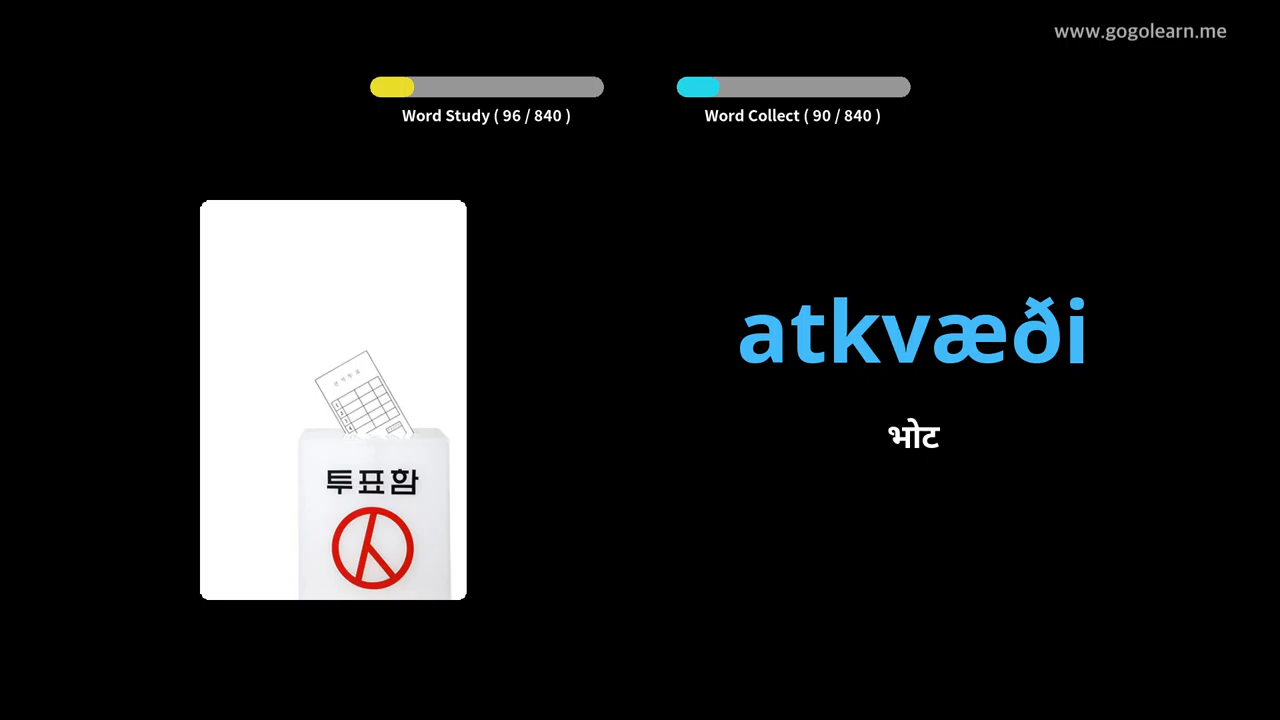 www.gogolearn.me
Word Study ( 96 / 840 )
Word Collect ( 90 / 840 )
atkvæði
भोट
투표함